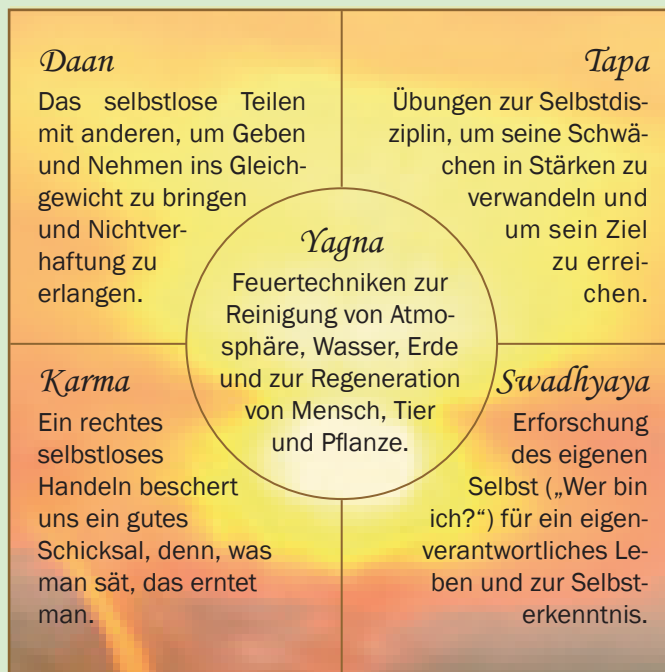 Daan
Das selbstlose Teilen
mit anderen, um Geben
und Nehmen ins Gleich-
gewicht zu bringen
und Nichtver-
haftung zu
erlangen.
Tapa
Übungen zur Selbstdis-
ziplin, um seine Schwä-
chen in Stärken zu
verwandeln und
um sein Ziel
zu errei-
chen.
Yagna
Feuertechniken zur
Reinigung von Atmo-
sphäre, Wasser, Erde
und zur Regeneration
von Mensch, Tier
und Pflanze.
Karma
Ein rechtes
selbstloses
Handeln beschert
uns ein gutes
Schicksal, denn, was
man sät, das erntet
man.
Swadhyaya
Erforschung
des eigenen
Selbst („Wer bin
ich?“) für ein eigen-
verantwortliches Le-
ben und zur Selbst-
erkenntnis.